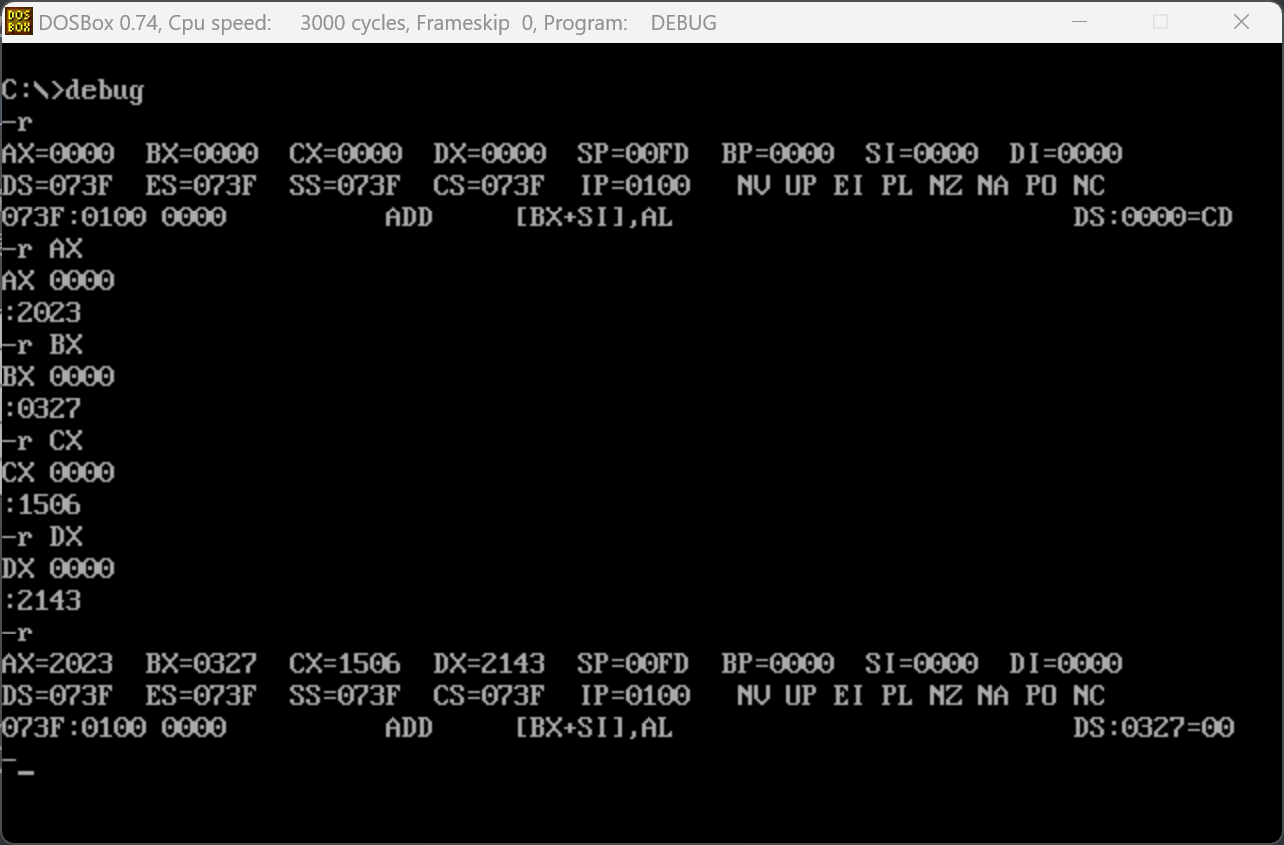 DOS BOX DOSBox 0.74, Cpu speed: 3000 cycles, Frameskip 0, Program: DEBUG
C:\>debug
-r
AX=0000 BX=0000 CX=0000 DX=0000 SP=00FD BP=0000 SI=0000 DI=0000
DS=073F ES=073F SS=073F CS=073F IP=0100 NV UP EI PL NZ NA PO NC
073F:0100 0000 ADD [BX+SI],AL DS:0000=CD
-r AX
AX 0000
:2023
-r BX
BX 0000
:0327
-r CX
CX 0000
:1506
-r DX
DX 0000
:2143
-r
AX=2023 BX=0327 CX=1506 DX=2143 SP=00FD BP=0000 SI=0000 DI=0000
DS=073F ES=073F SS=073F CS=073F IP=0100 NV UP EI PL NZ NA PO NC
073F:0100 0000 ADD [BX+SI],AL DS:0327=00
-_